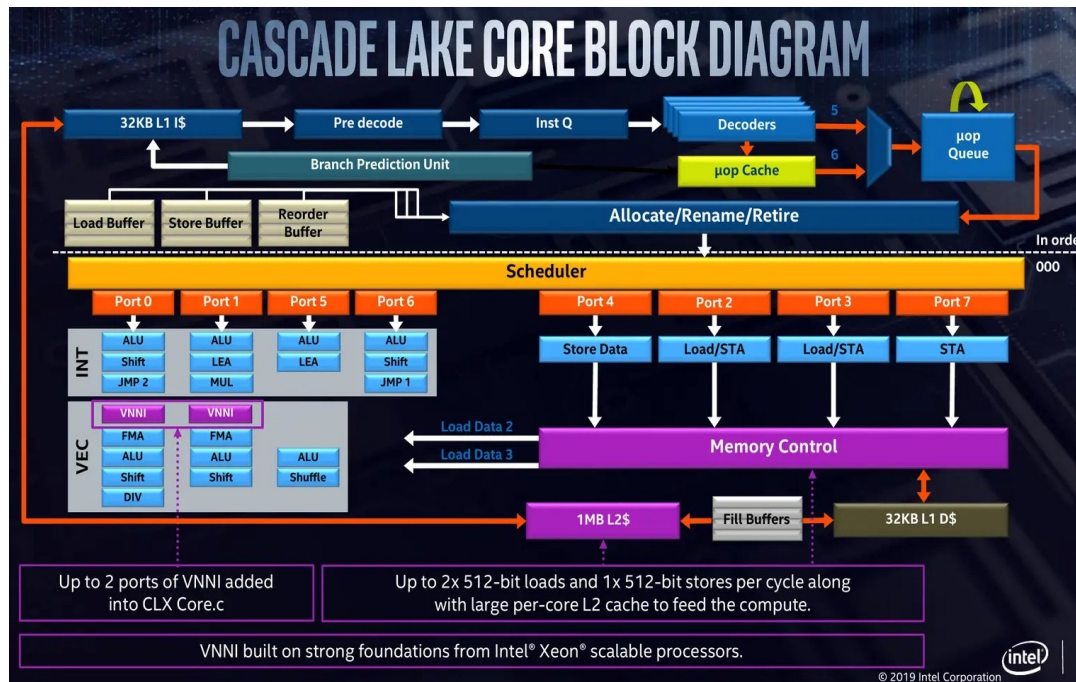 CASCADE LAKE CORE BLOCK DIAGRAM
32KB L1 I$
Pre decode
Inst Q
Decoders
5
μop
Queue
Branch Prediction Unit
μop Cache
6
Load Buffer
Store Buffer
Reorder
Buffer
Allocate/Rename/Retire
In orde
OOO
Scheduler
Port 0
Port 1
Port 5
Port 6
Port 4
Port 2
Port 3
Port 7
INT
ALU
Shift
JMP 2
ALU
LEA
MUL
ALU
LEA
ALU
Shift
JMP 1
Store Data
Load/STA
Load/STA
STA
VEC
VNNI
FMA
ALU
Shift
DIV
VNNI
FMA
ALU
Shift
ALU
Shuffle
Load Data 2
Load Data 3
Memory Control
1MB L2$
Fill Buffers
32KB L1 D$
Up to 2 ports of VNNI added
into CLX Core.c
Up to 2x 512-bit loads and 1x 512-bit stores per cycle along
with large per-core L2 cache to feed the compute.
VNNI built on strong foundations from Intel® Xeon® scalable processors.
intel
© 2019 Intel Corporation